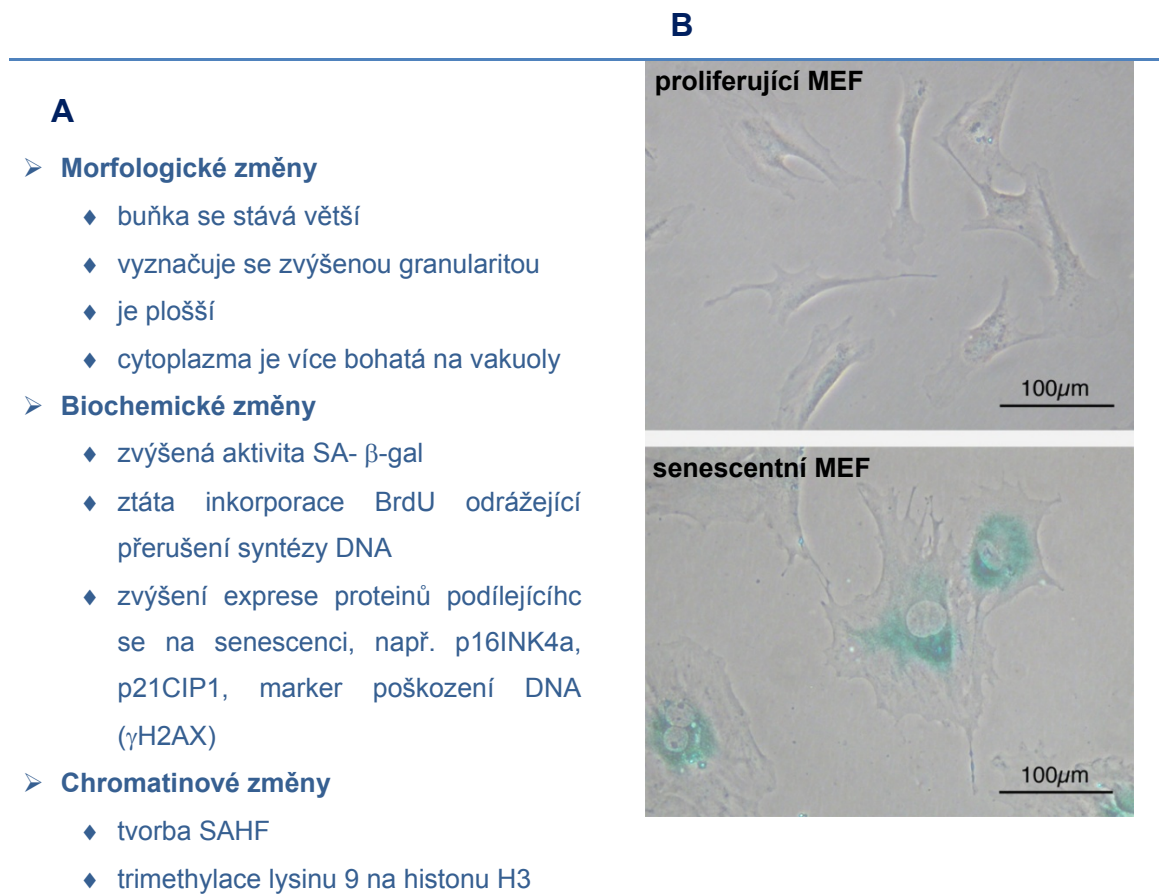 B
A
➢ Morfologické změny
♦ buňka se stává větší
♦ vyznačuje se zvýšenou granularitou
♦ je plošší
♦ cytoplazma je více bohatá na vakuoly
➢ Biochemické změny
♦ zvýšená aktivita SA- β-gal
♦ ztáta inkorporace BrdU odrážející
přerušení syntézy DNA
♦ zvýšení exprese proteinů podílejícíhc
se na senescenci, např. p16INK4a,
p21CIP1, marker poškození DNA
(γH2AX)
➢ Chromatinové změny
♦ tvorba SAHF
♦ trimethylace lysinu 9 na histonu H3
proliferující MEF
100µm
senescentní MEF
100µm